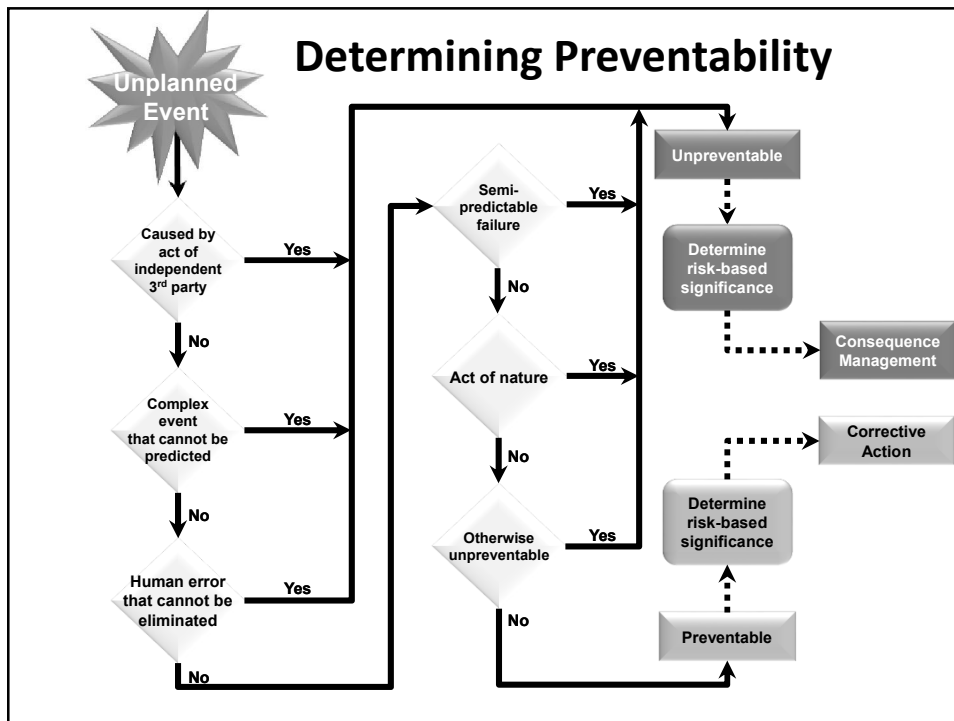 Determining Preventability
Unplanned
Event
Caused by
act of
independent
3rd party
Yes
No
Complex
event
that cannot be
predicted
Yes
No
Human error
that cannot be
eliminated
Yes
No
Semi-
predictable
failure
Yes
No
Act of nature
Yes
No
Otherwise
unpreventable
Yes
No
Unpreventable
Determine
risk-based
significance
Consequence
Management
Corrective
Action
Determine
risk-based
significance
Preventable